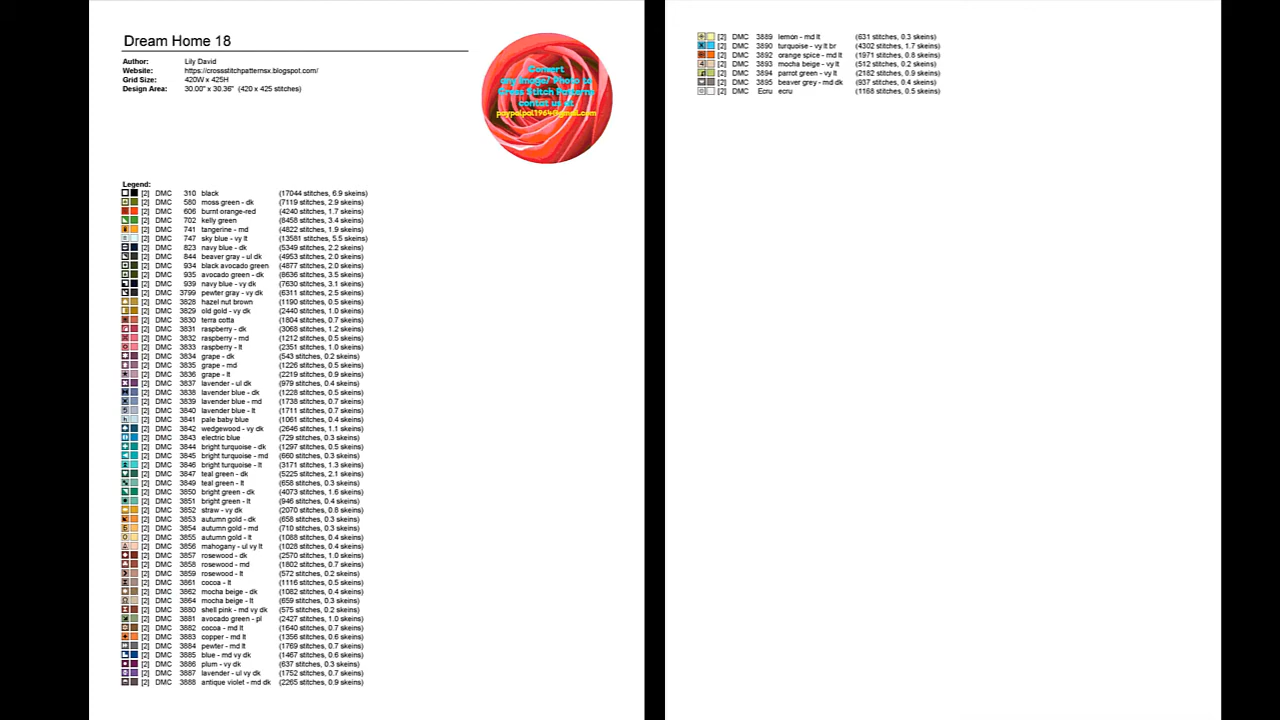 Dream Home 18
Author: Lily David
Website: https://crossstitchpatternsx.blogspot.com/
Grid Size: 420W x 425H
Design Area: 30.00" x 30.36" (420 x 425 stitches)
Convert
any Image/ Photo to
Cross Stitch Patterns
contat us at
paypalpal1964@gmail.com
Legend:
[2] DMC 310 black (17044 stitches, 6.9 skeins)
[2] DMC 580 moss green - dk (7119 stitches, 2.9 skeins)
[2] DMC 606 burnt orange-red (4240 stitches, 1.7 skeins)
[2] DMC 702 kelly green (8458 stitches, 3.4 skeins)
[2] DMC 741 tangerine - md (4822 stitches, 1.9 skeins)
[2] DMC 747 sky blue - vy lt (13581 stitches, 5.5 skeins)
[2] DMC 823 navy blue - dk (5349 stitches, 2.2 skeins)
[2] DMC 844 beaver gray - ul dk (4953 stitches, 2.0 skeins)
[2] DMC 934 black avocado green (4877 stitches, 2.0 skeins)
[2] DMC 935 avocado green - dk (8636 stitches, 3.5 skeins)
[2] DMC 939 navy blue - vy dk (7630 stitches, 3.1 skeins)
[2] DMC 3799 pewter gray - vy dk (6311 stitches, 2.5 skeins)
[2] DMC 3828 hazel nut brown (1190 stitches, 0.5 skeins)
[2] DMC 3829 old gold - vy dk (2440 stitches, 1.0 skeins)
[2] DMC 3830 terra cotta (1804 stitches, 0.7 skeins)
[2] DMC 3831 raspberry - dk (3068 stitches, 1.2 skeins)
[2] DMC 3832 raspberry - md (1212 stitches, 0.5 skeins)
[2] DMC 3833 raspberry - lt (2351 stitches, 1.0 skeins)
[2] DMC 3834 grape - dk (543 stitches, 0.2 skeins)
[2] DMC 3835 grape - md (1226 stitches, 0.5 skeins)
[2] DMC 3836 grape - lt (2219 stitches, 0.9 skeins)
[2] DMC 3837 lavender - ul dk (979 stitches, 0.4 skeins)
[2] DMC 3838 lavender blue - dk (1228 stitches, 0.5 skeins)
[2] DMC 3839 lavender blue - md (1738 stitches, 0.7 skeins)
[2] DMC 3840 lavender blue - lt (1711 stitches, 0.7 skeins)
[2] DMC 3841 pale baby blue (1061 stitches, 0.4 skeins)
[2] DMC 3842 wedgewood - vy dk (2646 stitches, 1.1 skeins)
[2] DMC 3843 electric blue (729 stitches, 0.3 skeins)
[2] DMC 3844 bright turquoise - dk (1297 stitches, 0.5 skeins)
[2] DMC 3845 bright turquoise - md (660 stitches, 0.3 skeins)
[2] DMC 3846 bright turquoise - lt (3171 stitches, 1.3 skeins)
[2] DMC 3847 teal green - dk (5225 stitches, 2.1 skeins)
[2] DMC 3849 teal green - lt (658 stitches, 0.3 skeins)
[2] DMC 3850 bright green - dk (4073 stitches, 1.6 skeins)
[2] DMC 3851 bright green - lt (946 stitches, 0.4 skeins)
[2] DMC 3852 straw - vy dk (2070 stitches, 0.8 skeins)
[2] DMC 3853 autumn gold - dk (658 stitches, 0.3 skeins)
[2] DMC 3854 autumn gold - md (710 stitches, 0.3 skeins)
[2] DMC 3855 autumn gold - lt (1088 stitches, 0.4 skeins)
[2] DMC 3856 mahogany - ul vy lt (1028 stitches, 0.4 skeins)
[2] DMC 3857 rosewood - dk (2570 stitches, 1.0 skeins)
[2] DMC 3858 rosewood - md (1802 stitches, 0.7 skeins)
[2] DMC 3859 rosewood - lt (572 stitches, 0.2 skeins)
[2] DMC 3861 cocoa - lt (1116 stitches, 0.5 skeins)
[2] DMC 3862 mocha beige - dk (1082 stitches, 0.4 skeins)
[2] DMC 3864 mocha beige - lt (659 stitches, 0.3 skeins)
[2] DMC 3880 shell pink - md vy dk (575 stitches, 0.2 skeins)
[2] DMC 3881 avocado green - pl (2427 stitches, 1.0 skeins)
[2] DMC 3882 cocoa - md lt (1640 stitches, 0.7 skeins)
[2] DMC 3883 copper - md lt (1356 stitches, 0.6 skeins)
[2] DMC 3884 pewter - md lt (1769 stitches, 0.7 skeins)
[2] DMC 3885 blue - md vy dk (1467 stitches, 0.6 skeins)
[2] DMC 3886 plum - vy dk (637 stitches, 0.3 skeins)
[2] DMC 3887 lavender - ul vy dk (1752 stitches, 0.7 skeins)
[2] DMC 3888 antique violet - md dk (2265 stitches, 0.9 skeins)
[2] DMC 3889 lemon - md lt (631 stitches, 0.3 skeins)
[2] DMC 3890 turquoise - vy lt br (4302 stitches, 1.7 skeins)
[2] DMC 3892 orange spice - md lt (1971 stitches, 0.8 skeins)
[2] DMC 3893 mocha beige - vy lt (512 stitches, 0.2 skeins)
[2] DMC 3894 parrot green - vy lt (2182 stitches, 0.9 skeins)
[2] DMC 3895 beaver grey - md dk (937 stitches, 0.4 skeins)
[2] DMC Ecru ecru (1168 stitches, 0.5 skeins)